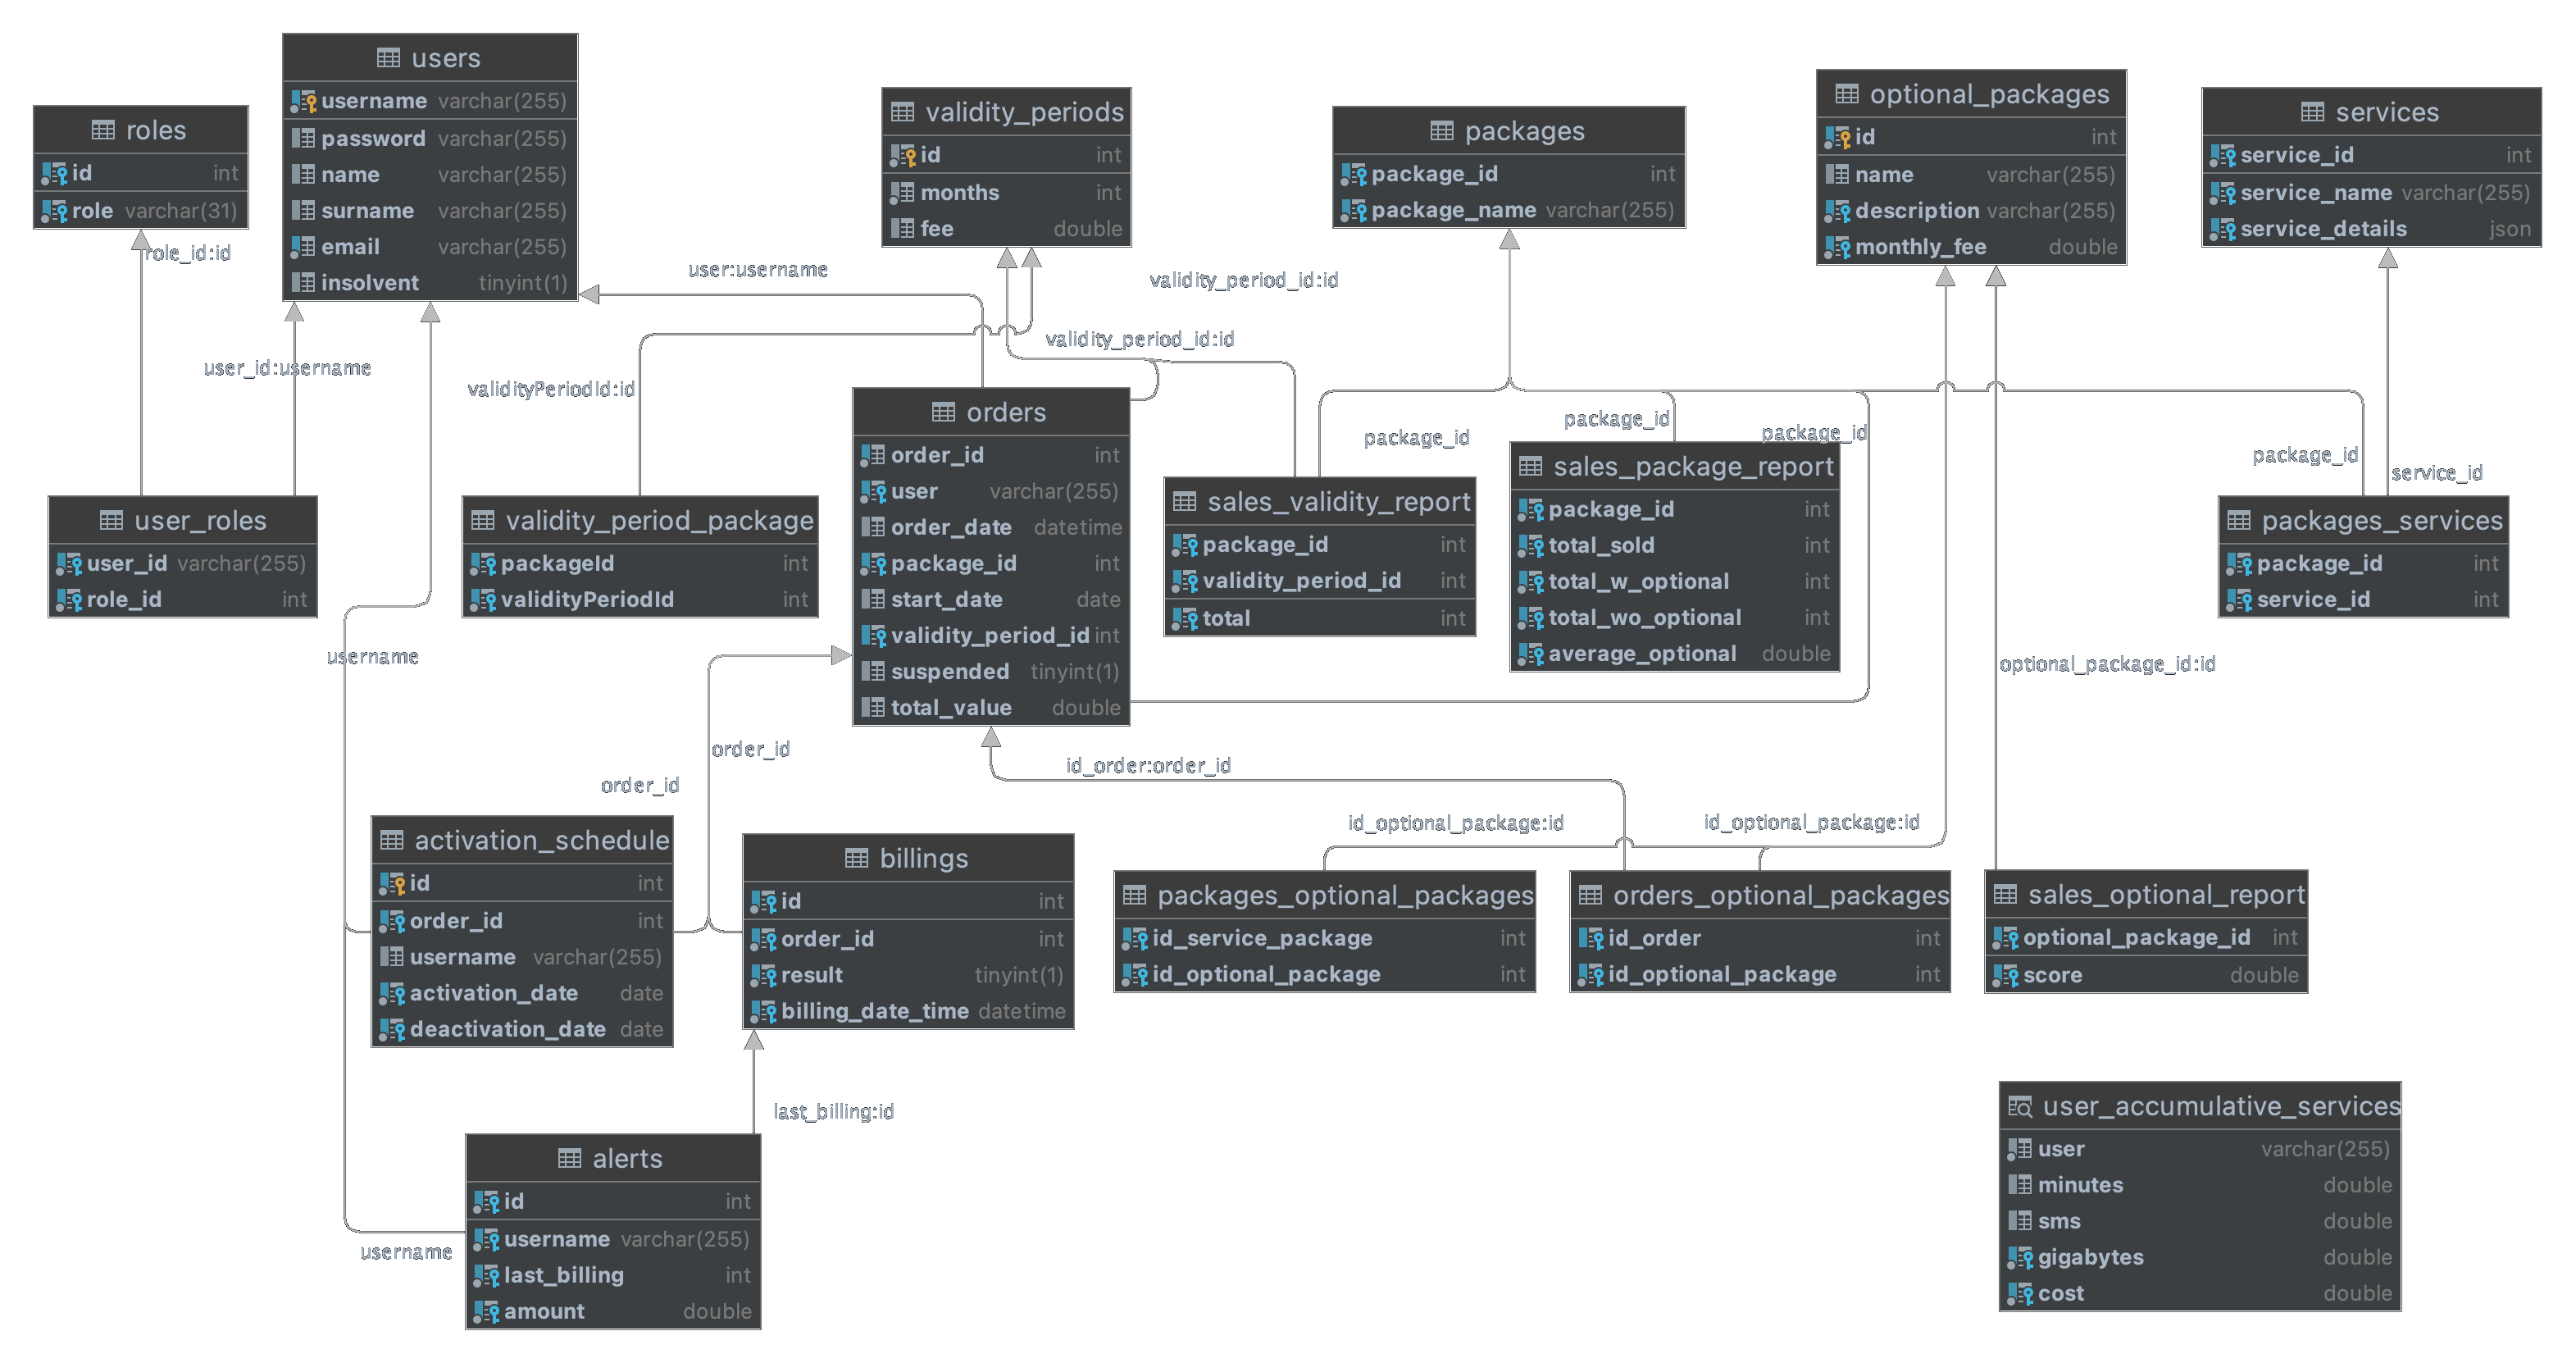 users
username varchar(255)
password varchar(255)
name varchar(255)
surname varchar(255)
email varchar(255)
insolvent tinyint(1)
roles
id int
role varchar(31)
validity_periods
id int
months int
fee double
packages
package_id int
package_name varchar(255)
optional_packages
id int
name varchar(255)
description varchar(255)
monthly_fee double
services
service_id int
service_name varchar(255)
service_details json
role_id:id
user:username
validity_period_id:id
validity_period_id:id
user_id:username
validityPeriodId:id
package_id
package_id
package_id
package_id
service_id
user_roles
user_id varchar(255)
role_id int
validity_period_package
packageId int
validityPeriodId int
orders
order_id int
user varchar(255)
order_date datetime
package_id int
start_date date
validity_period_id int
suspended tinyint(1)
total_value double
sales_validity_report
package_id int
validity_period_id int
total int
sales_package_report
package_id int
total_sold int
total_w_optional int
total_wo_optional int
average_optional double
packages_services
package_id int
service_id int
username
optional_package_id:id
order_id
order_id
id_order:order_id
id_optional_package:id
id_optional_package:id
activation_schedule
id int
order_id int
username varchar(255)
activation_date date
deactivation_date date
billings
id int
order_id int
result tinyint(1)
billing_date_time datetime
packages_optional_packages
id_service_package int
id_optional_package int
orders_optional_packages
id_order int
id_optional_package int
sales_optional_report
optional_package_id int
score double
last_billing:id
alerts
id int
username varchar(255)
last_billing int
amount double
username
user_accumulative_services
user varchar(255)
minutes double
sms double
gigabytes double
cost double